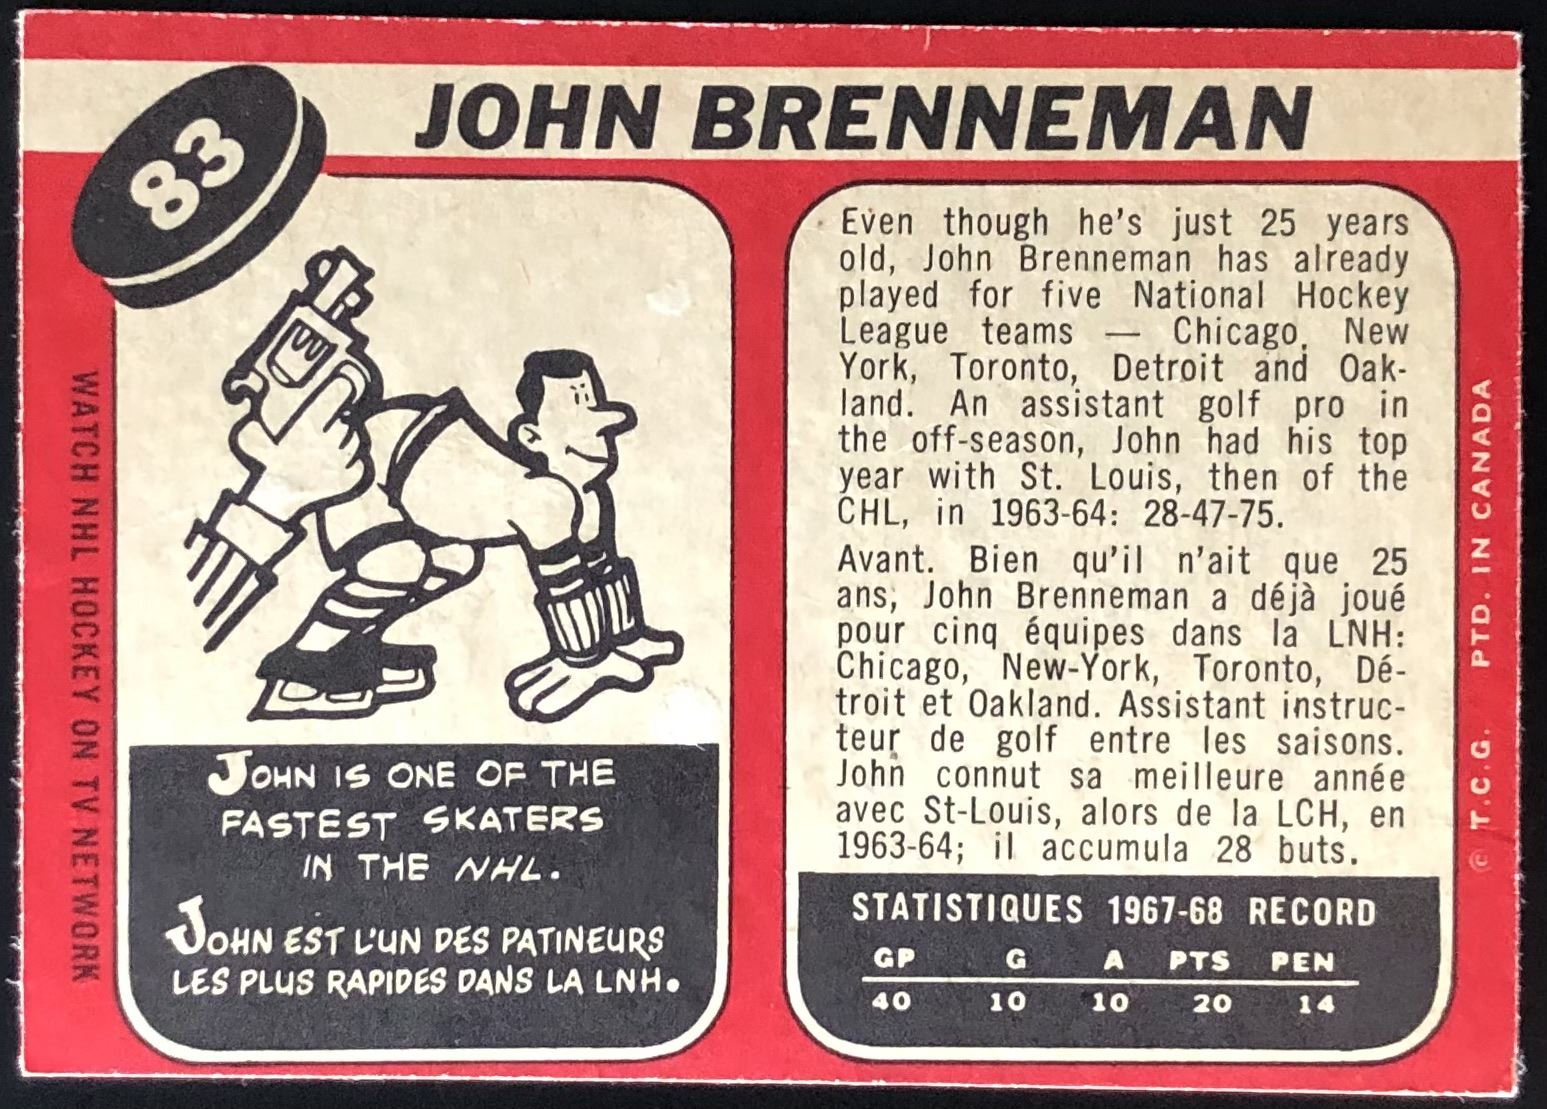 83
JOHN BRENNEMAN
WATCH NHL HOCKEY ON TV NETWORK
JOHN IS ONE OF THE
FASTEST SKATERS
IN THE NHL.
JOHN EST L'UN DES PATINEURS
LES PLUS RAPIDES DANS LA LNH.
Even though he's just 25 years
old, John Brenneman has already
played for five National Hockey
League teams — Chicago, New
York, Toronto, Detroit and Oak-
land. An assistant golf pro in
the off-season, John had his top
year with St. Louis, then of the
CHL, in 1963-64: 28-47-75.
Avant. Bien qu'il n'ait que 25
ans, John Brenneman a déjà joué
pour cinq équipes dans la LNH:
Chicago, New-York, Toronto, Dé-
troit et Oakland. Assistant instruc-
teur de golf entre les saisons.
John connut sa meilleure année
avec St-Louis, alors de la LCH, en
1963-64; il accumula 28 buts.
STATISTIQUES 1967-68 RECORD
GP G A PTS PEN
40 10 10 20 14
© T.C.G. PTD. IN CANADA